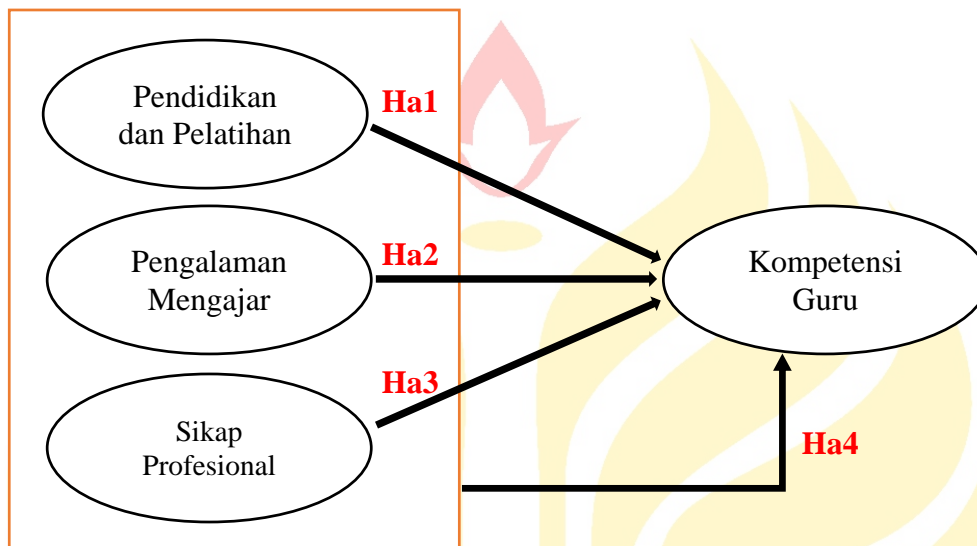 Pendidikan
dan Pelatihan
Ha1
Pengalaman
Mengajar
Ha2
Kompetensi
Guru
Sikap
Profesional
Ha3
Ha4